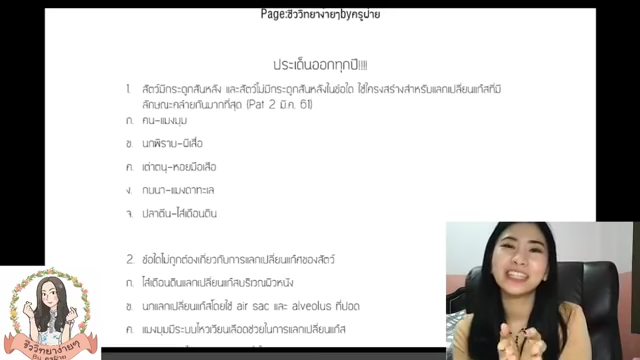 Page:ชีววิทยาง่ายๆbyครูฝ้าย
ประเด็นออกทุกปี!!!!
1. สัตว์มีกระดูกสันหลัง และสัตว์ไม่มีกระดูกสันหลังในข้อใด ใช้โครงสร้างสำหรับแลกเปลี่ยนแก้สที่มี
ลักษณะคล้ายกันมากที่สุด (Pat 2 มี.ค. 61)
ก. คน-แมงมุม
ข. นกพิราบ-ผีเสื้อ
ค. เต่าตนุ-หอยมือเสือ
ง. กบนา-แมงดาทะเล
จ. ปลาตีน-ไส้เดือนดิน
2. ข้อใดไม่ถูกต้องเกี่ยวกับการแลกเปลี่ยนแก้สของสัตว์
ก. ไส้เดือนดินแลกเปลี่ยนแก้สบริเวณผิวหนัง
ข. นกแลกเปลี่ยนแก้สโดยใช้ air sac และ alveolus ที่ปอด
ค. แมงมุมมีระบบไหลเวียนเลือดช่วยในการแลกเปลี่ยนแก้ส
ชีววิทยาง่ายๆ
By ครูฝ้าย